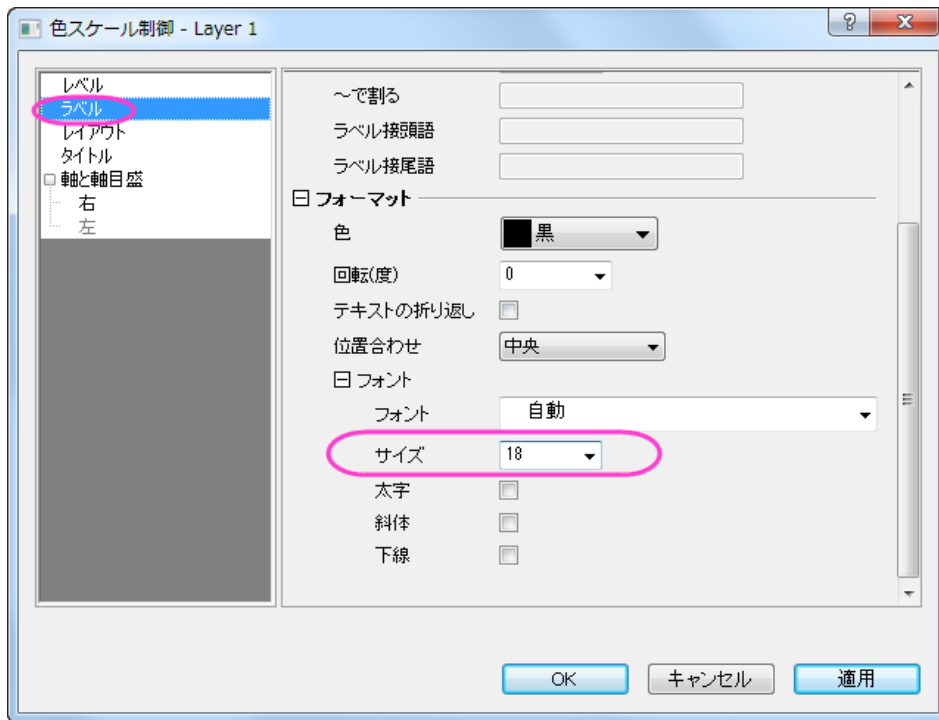 色スケール制御 - Layer 1
レベル
ラベル
レイアウト
タイトル
軸と軸目盛
右
左
～で割る
ラベル接頭語
ラベル接尾語
フォーマット
色 黒
回転(度) 0
テキストの折り返し
位置合わせ 中央
フォント
フォント 自動
サイズ 18
太字
斜体
下線
OK キャンセル 適用